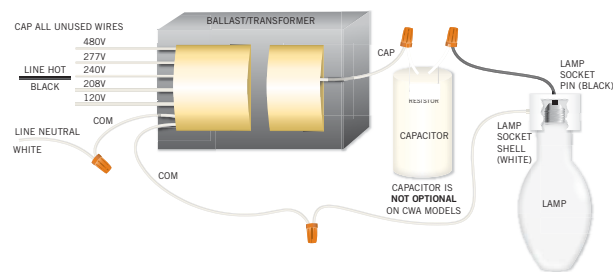 BALLAST/TRANSFORMER
CAP ALL UNUSED WIRES
480V
277V
240V
208V
120V
LINE HOT
BLACK
COM
LINE NEUTRAL
WHITE
COM
CAP
RESISTOR
CAPACITOR
CAPACITOR IS
NOT OPTIONAL
ON CWA MODELS
LAMP
SOCKET
PIN (BLACK)
LAMP
SOCKET
SHELL
(WHITE)
LAMP